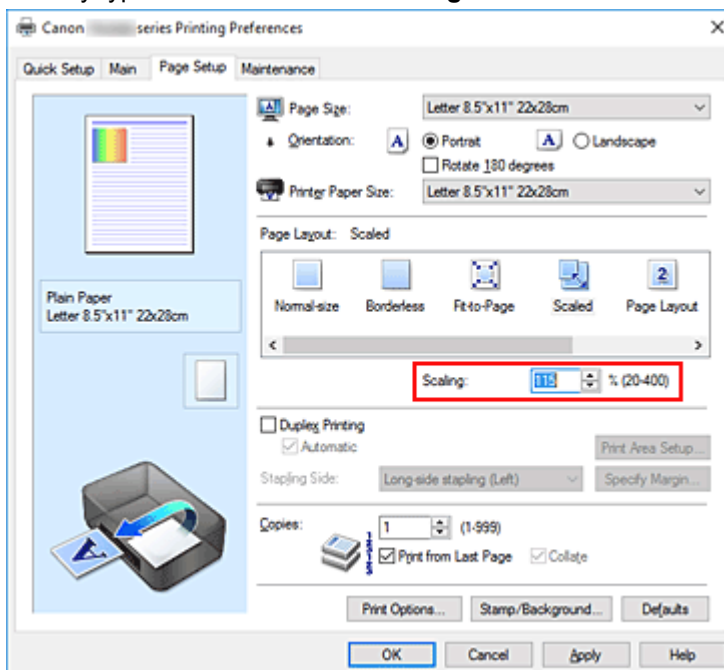 Canon series Printing Preferences
Quick Setup Main Page Setup Maintenance
Page Size: Letter 8.5"x11" 22x28cm
Orientation: A Portrait A Landscape
Rotate 180 degrees
Printer Paper Size: Letter 8.5"x11" 22x28cm
Page Layout: Scaled
Normal-size Borderless Fit-to-Page Scaled Page Layout
Plain Paper
Letter 8.5"x11" 22x28cm
Scaling: 115 % (20-400)
Duplex Printing
Automatic
Print Area Setup...
Stapling Side: Long-side stapling (Left) Specify Margin...
Copies: 1 (1-999)
Print from Last Page Collate
Print Options... Stamp/Background... Defaults
OK Cancel Apply Help